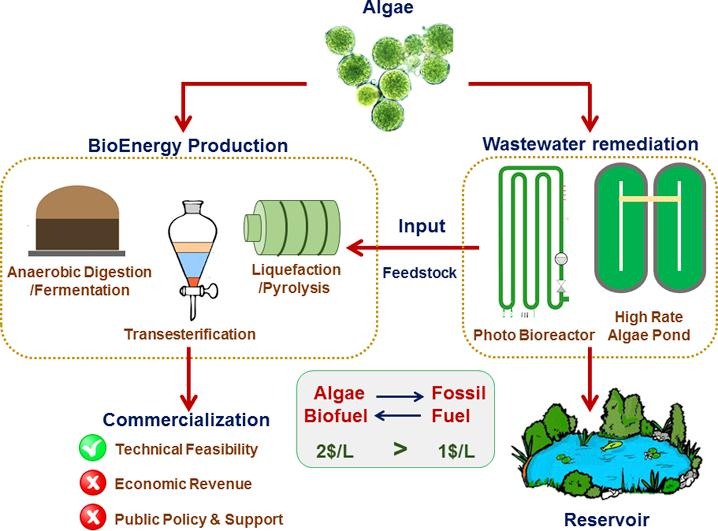 Algae
BioEnergy Production
Wastewater remediation
Anaerobic Digestion
/Fermentation
Transesterification
Liquefaction
/Pyrolysis
Input
Feedstock
Photo Bioreactor
High Rate
Algae Pond
Commercialization
Technical Feasibility
Economic Revenue
Public Policy & Support
Algae Fossil
Biofuel Fuel
2$/L > 1$/L
Reservoir